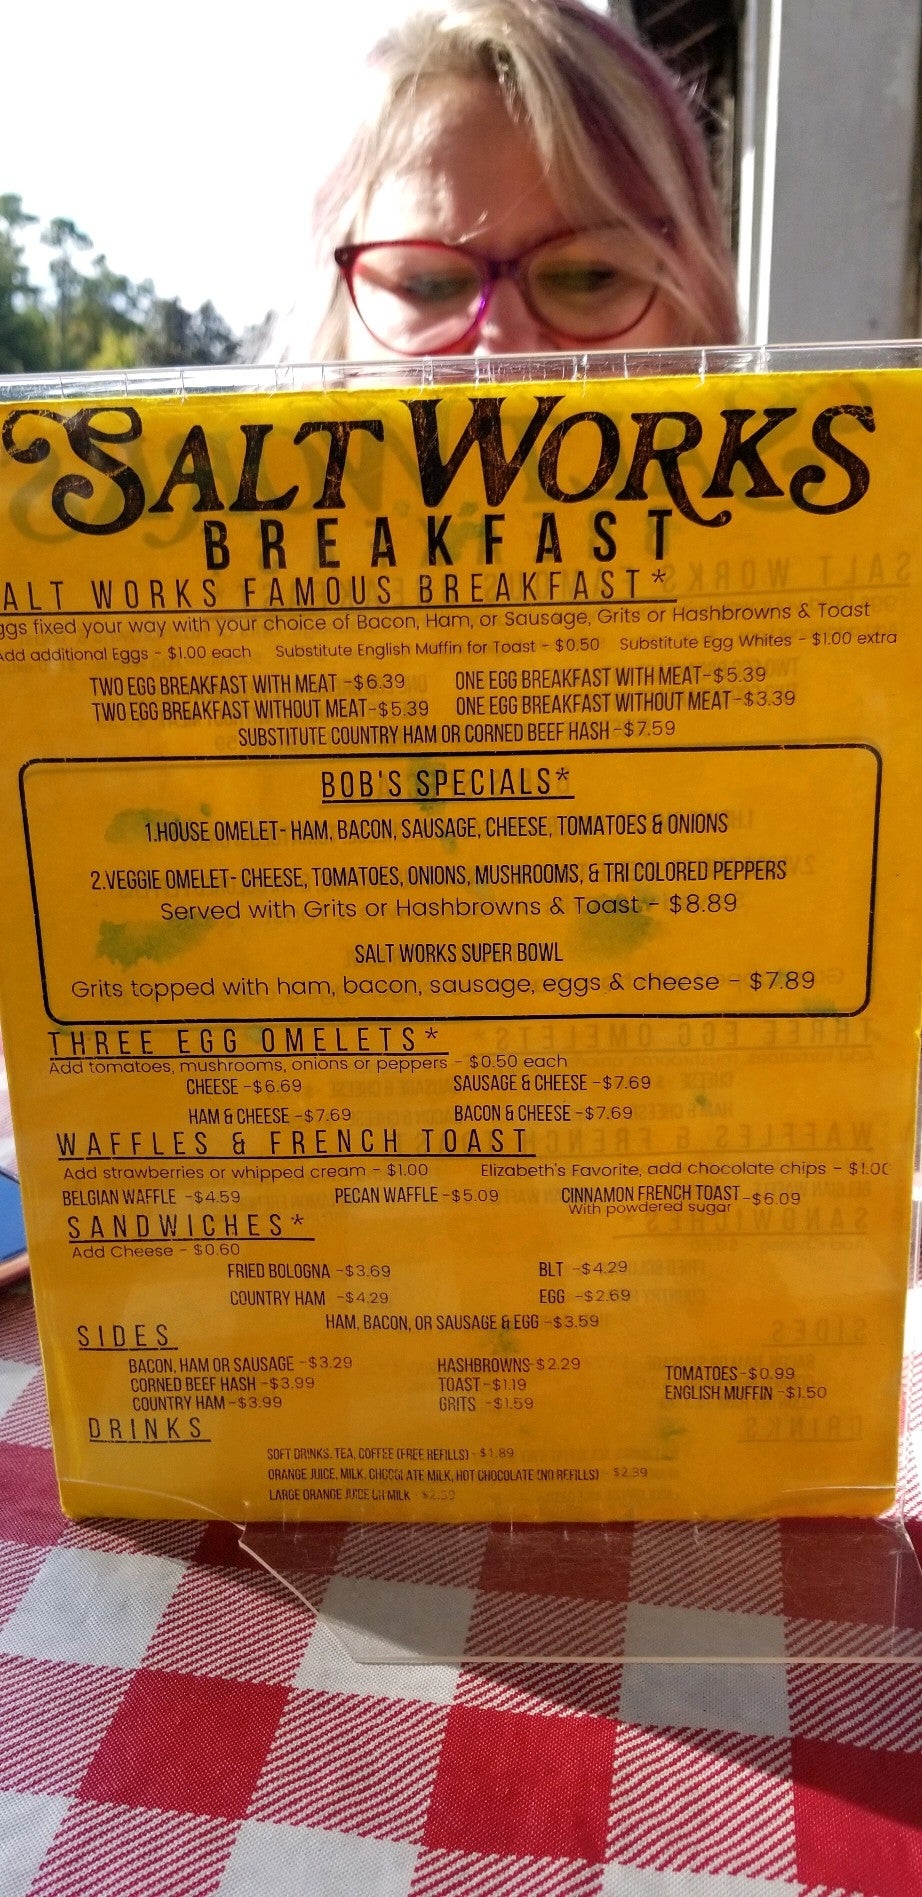 SALT WORKS
BREAKFAST
ALT WORKS FAMOUS BREAKFAST*
ggs fixed your way with your choice of Bacon, Ham, or Sausage, Grits or Hashbrowns & Toast
Add additional Eggs - $1.00 each Substitute English Muffin for Toast - $0.50 Substitute Egg Whites - $1.00 extra
TWO EGG BREAKFAST WITH MEAT -$6.39 ONE EGG BREAKFAST WITH MEAT-$5.39
TWO EGG BREAKFAST WITHOUT MEAT-$5.39 ONE EGG BREAKFAST WITHOUT MEAT-$3.39
SUBSTITUTE COUNTRY HAM OR CORNED BEEF HASH-$7.59
BOB'S SPECIALS*
1.HOUSE OMELET- HAM, BACON, SAUSAGE, CHEESE, TOMATOES & ONIONS
2.VEGGIE OMELET- CHEESE, TOMATOES, ONIONS, MUSHROOMS, & TRI COLORED PEPPERS
Served with Grits or Hashbrowns & Toast - $8.89
SALT WORKS SUPER BOWL
Grits topped with ham, bacon, sausage, eggs & cheese - $7.89
THREE EGG OMELETS*
Add tomatoes, mushrooms, onions or peppers - $0.50 each
CHEESE -$6.69 SAUSAGE & CHEESE -$7.69
HAM & CHEESE -$7.69 BACON & CHEESE -$7.69
WAFFLES & FRENCH TOAST
Add strawberries or whipped cream - $1.00 Elizabeth's Favorite, add chocolate chips - $1.00
BELGIAN WAFFLE -$4.59 PECAN WAFFLE -$5.09 CINNAMON FRENCH TOAST -$6.09
With powdered sugar
SANDWICHES*
Add Cheese - $0.60
FRIED BOLOGNA -$3.69 BLT -$4.29
COUNTRY HAM -$4.29 EGG -$2.69
HAM, BACON, OR SAUSAGE & EGG -$3.59
SIDES
BACON, HAM OR SAUSAGE -$3.29 HASHBROWNS-$2.29 TOMATOES-$0.99
CORNED BEEF HASH -$3.99 TOAST-$1.19 ENGLISH MUFFIN -$1.50
COUNTRY HAM -$3.99 GRITS -$1.59
DRINKS
SOFT DRINKS, TEA, COFFEE (FREE REFILLS) - $1.89
ORANGE JUICE, MILK, CHOCOLATE MILK, HOT CHOCOLATE (NO REFILLS) - $2.39
LARGE ORANGE JUICE OR MILK